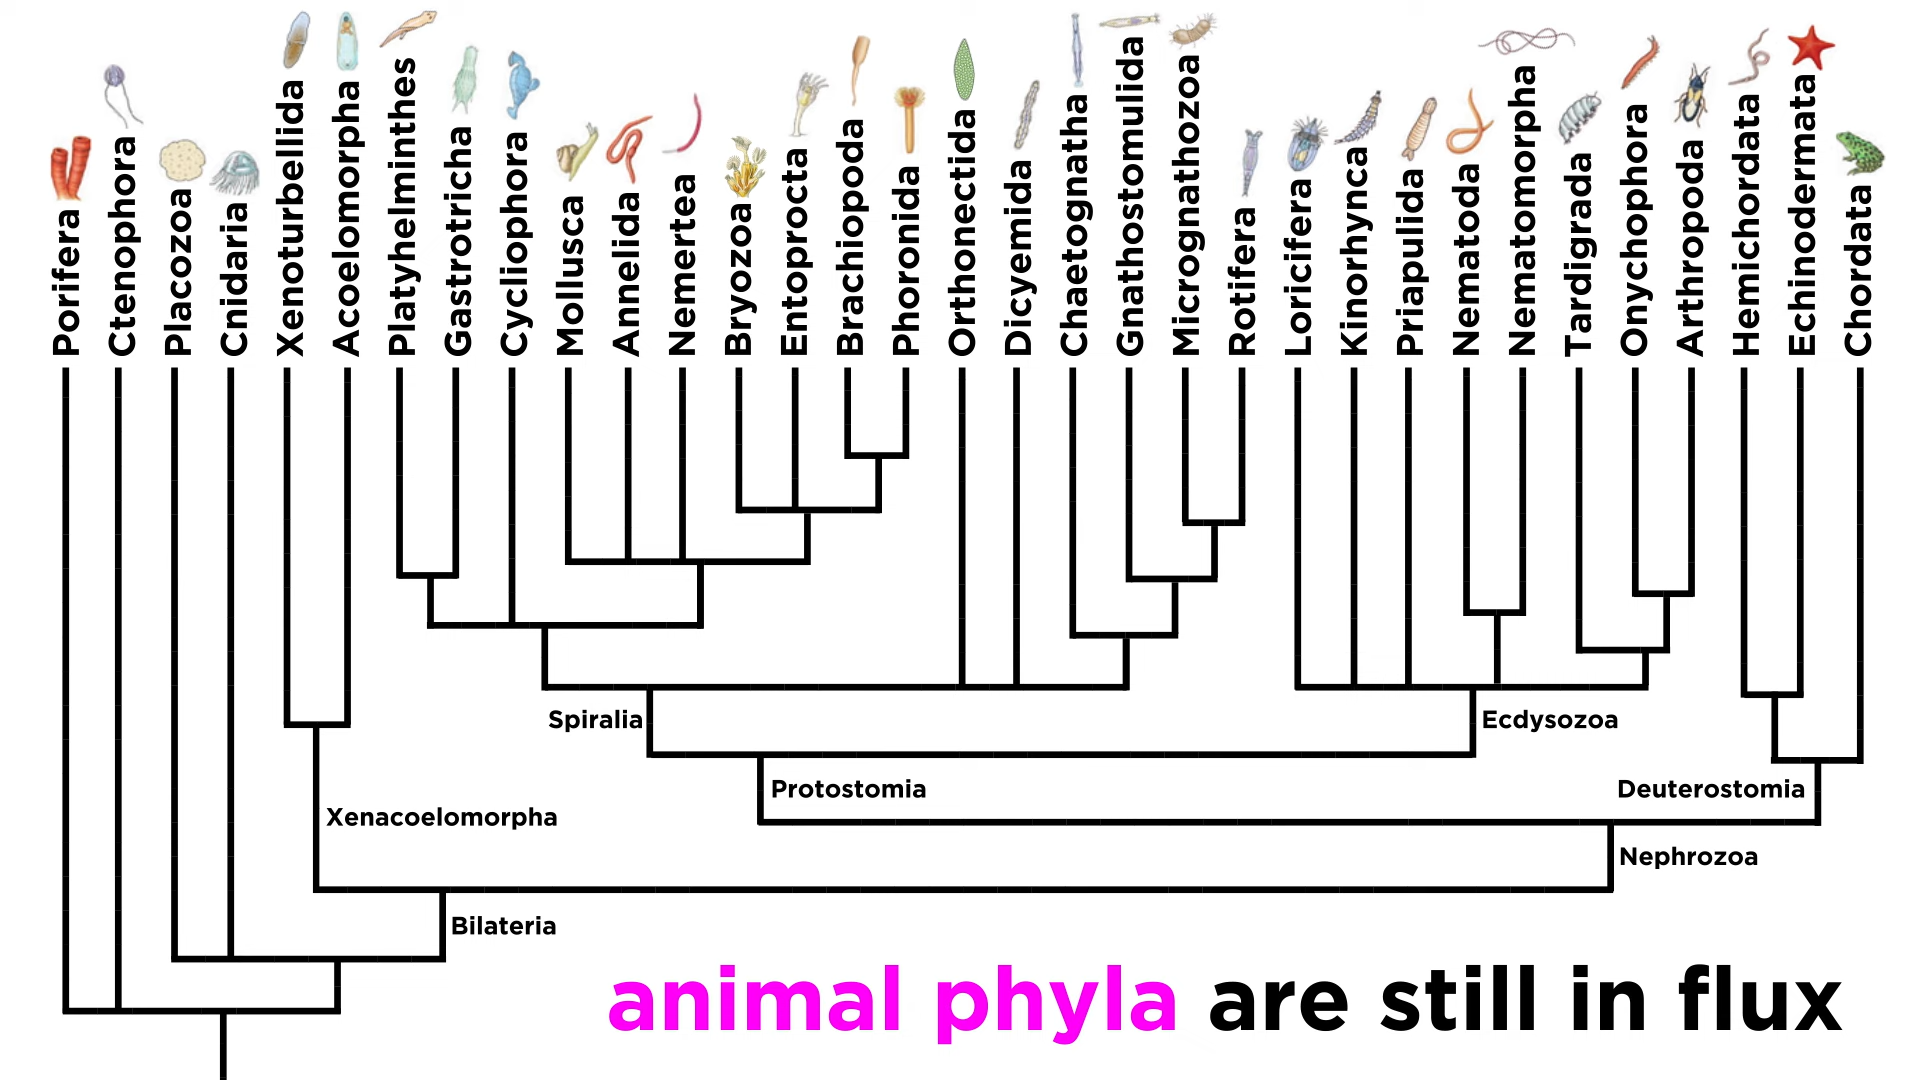 Porifera
Ctenophora
Placozoa
Cnidaria
Xenoturbellida
Acoelomorpha
Platyhelminthes
Gastrotricha
Cycliophora
Mollusca
Annelida
Nemertea
Bryozoa
Entoprocta
Brachiopoda
Phoronida
Orthonectida
Dicyemida
Chaetognatha
Gnathostomulida
Micrognathozoa
Rotifera
Loricifera
Kinorhynca
Priapulida
Nematoda
Nematomorpha
Tardigrada
Onychophora
Arthropoda
Hemichordata
Echinodermata
Chordata
Spiralia
Ecdysozoa
Protostomia
Deuterostomia
Xenacoelomorpha
Nephrozoa
Bilateria
animal phyla are still in flux